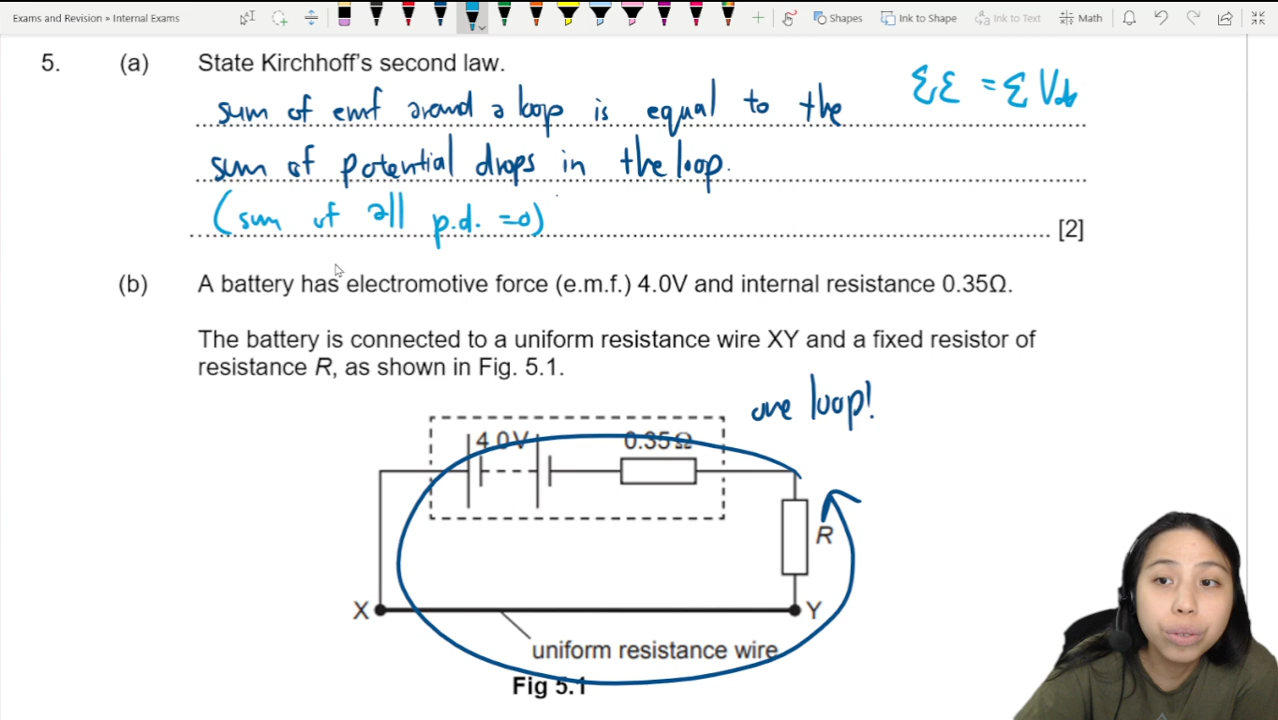 Exams and Revision » Internal Exams
Shapes
Ink to Shape
Ink to Text
Math
5. (a) State Kirchhoff's second law.
sum of emf around a loop is equal to the
Σε = Σ Vdb
sum of potential drops in the loop.
(sum of all p.d. =0)
[2]
(b) A battery has electromotive force (e.m.f.) 4.0V and internal resistance 0.35Ω.
The battery is connected to a uniform resistance wire XY and a fixed resistor of
resistance R, as shown in Fig. 5.1.
one loop!
4.0V 0.35Ω
R
X Y
uniform resistance wire
Fig 5.1